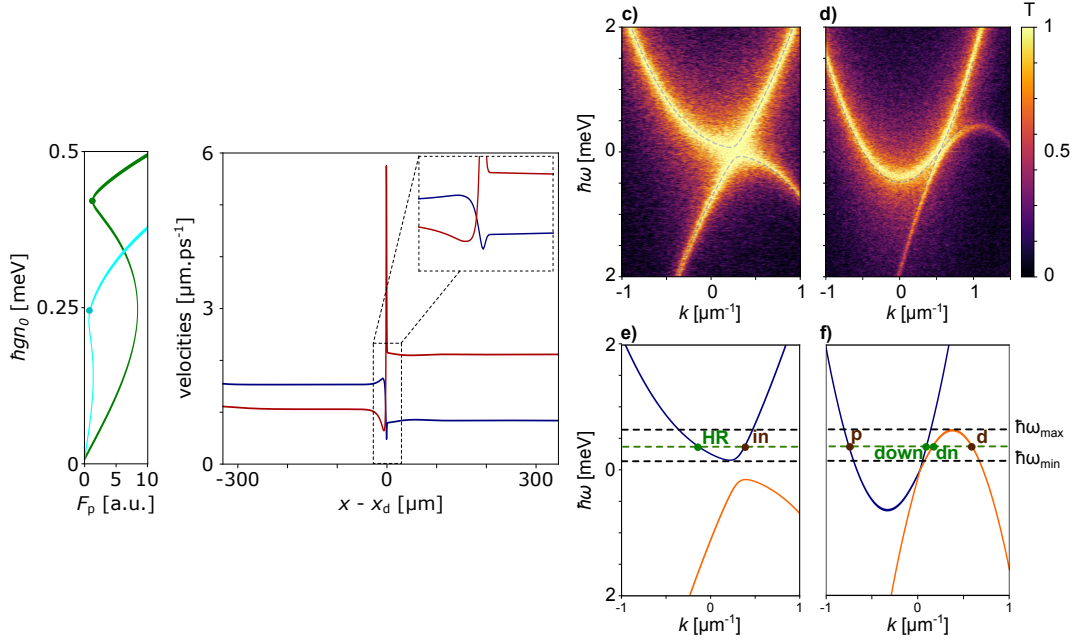 c)
d)
T
2
1
0
2
ħω [meV]
-1
0
1
k [µm⁻¹]
-1
0
1
k [µm⁻¹]
1
0.5
0
0.5
0.25
0
ħgn₀ [meV]
0
5
10
Fₚ [a.u.]
6
3
0
velocities [µm.ps⁻¹]
-300
0
300
x - x_d [µm]
e)
f)
2
1
0
2
ħω [meV]
HR
in
p
down
dn
d
ħω_max
ħω_min
-1
0
1
k [µm⁻¹]
-1
0
1
k [µm⁻¹]